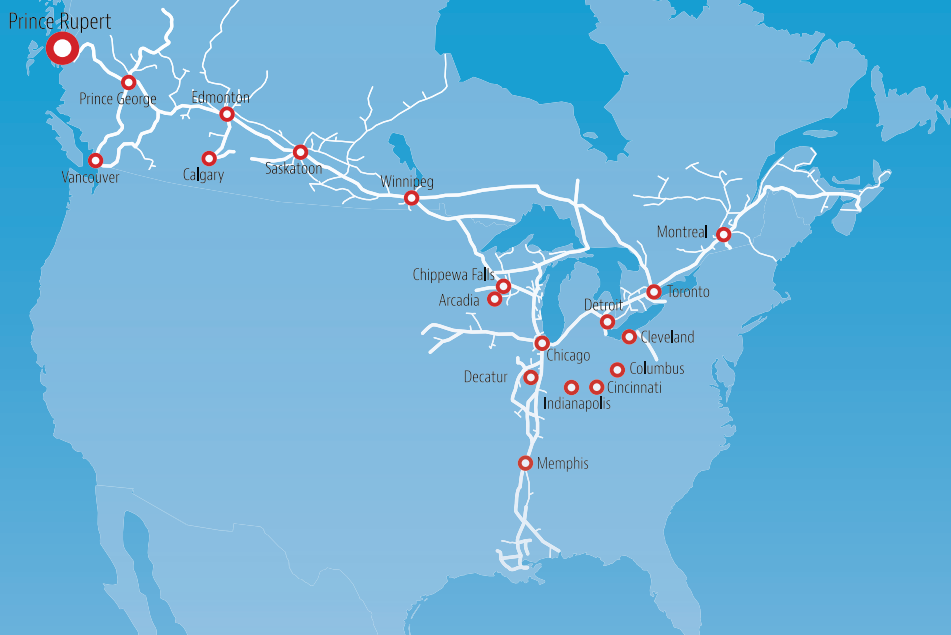 Prince Rupert
Prince George
Edmonton
Vancouver
Calgary
Saskatoon
Winnipeg
Montreal
Chippewa Falls
Arcadia
Toronto
Detroit
Cleveland
Chicago
Columbus
Decatur
Cincinnati
Indianapolis
Memphis